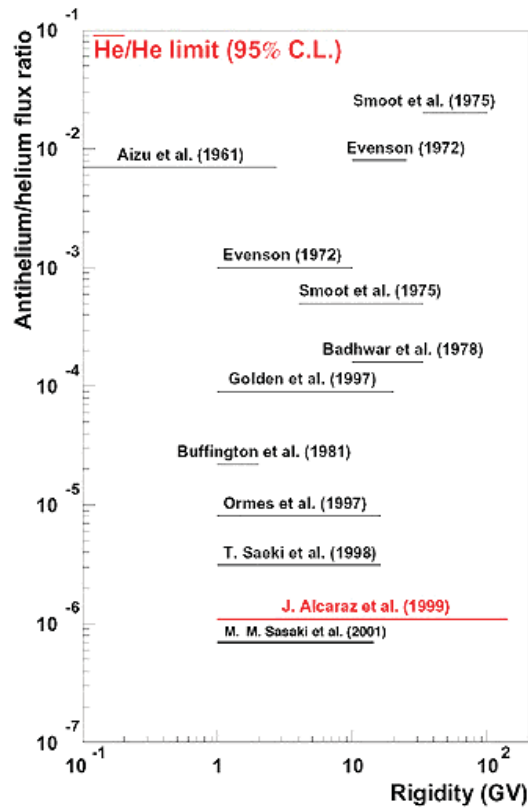 10^-1
He/He limit (95% C.L.)
Smoot et al. (1975}
10^-2
Evenson (1972)
Aizu et al. (1961)
10^-3
Evenson (1972)
Smoot et al. (1975)
Badhwar et al. (1978)
10^-4
Golden et al. (1997)
Buffington et al. (1981)
10^-5
Ormes et al. (1997}
T. Saeki et al. (1998)
J. Alcaraz et al. (1999)
10^-6
M. M. Sasaki et al. (2001)
10^-7
10^-1 1 10 10^2
Rigidity (GV)
Antihelium/helium flux ratio